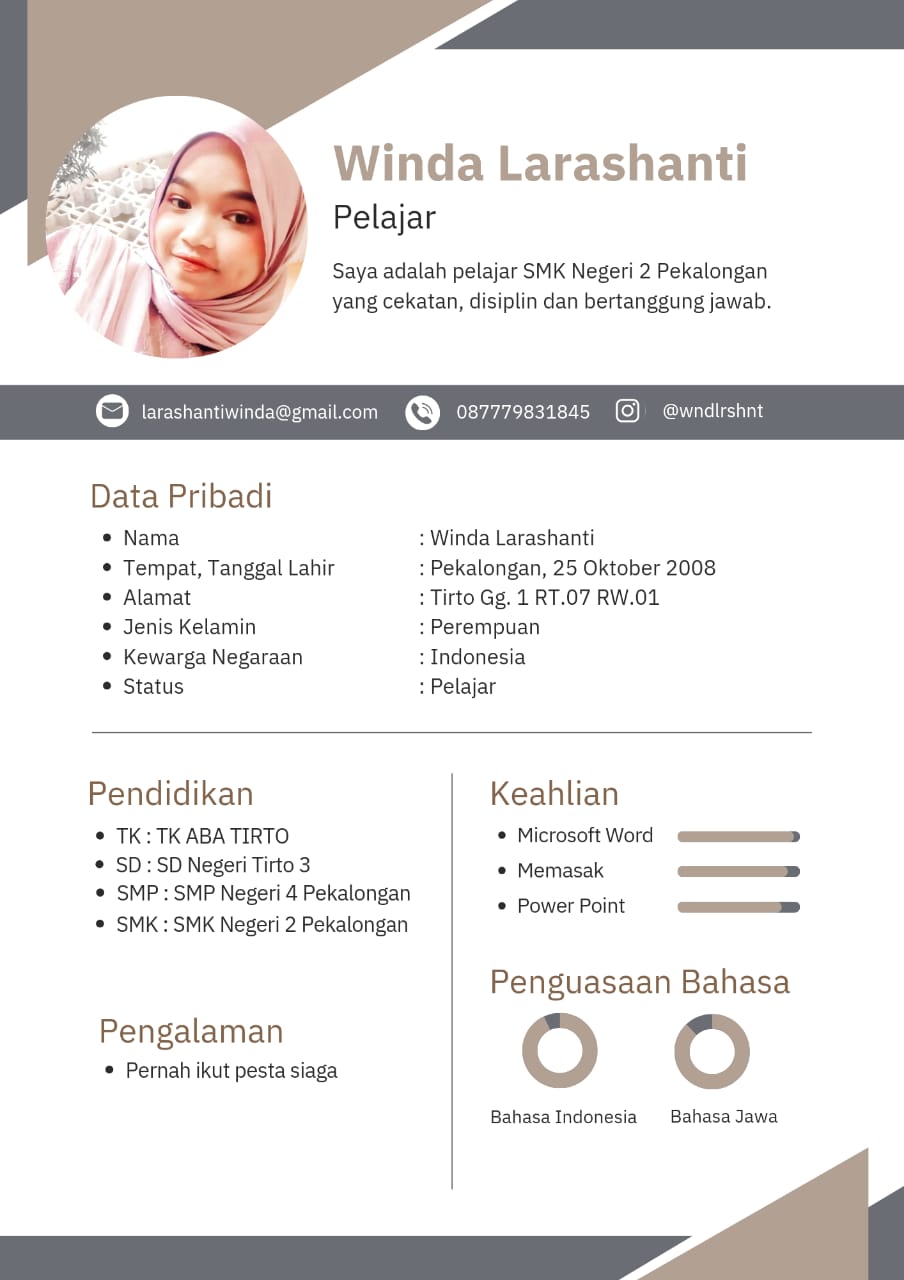 Winda Larashanti
Pelajar
Saya adalah pelajar SMK Negeri 2 Pekalongan
yang cekatan, disiplin dan bertanggung jawab.
larashantiwinda@gmail.com 087779831845 @wndlrshnt
Data Pribadi
• Nama : Winda Larashanti
• Tempat, Tanggal Lahir : Pekalongan, 25 Oktober 2008
• Alamat : Tirto Gg. 1 RT.07 RW.01
• Jenis Kelamin : Perempuan
• Kewarga Negaraan : Indonesia
• Status : Pelajar
Pendidikan
• TK : TK ABA TIRTO
• SD : SD Negeri Tirto 3
• SMP : SMP Negeri 4 Pekalongan
• SMK : SMK Negeri 2 Pekalongan
Pengalaman
• Pernah ikut pesta siaga
Keahlian
• Microsoft Word
• Memasak
• Power Point
Penguasaan Bahasa
Bahasa Indonesia Bahasa Jawa